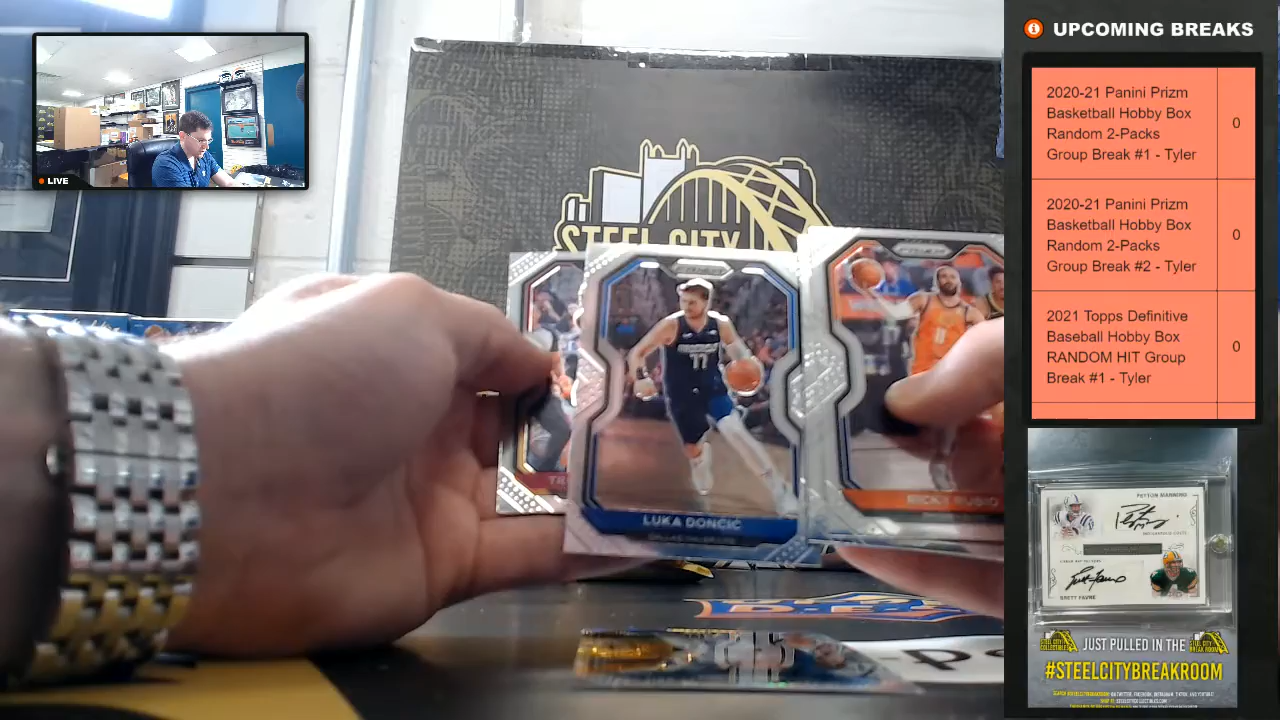 UPCOMING BREAKS
2020-21 Panini Prizm
Basketball Hobby Box
Random 2-Packs
Group Break #1 - Tyler
0
2020-21 Panini Prizm
Basketball Hobby Box
Random 2-Packs
Group Break #2 - Tyler
0
2021 Topps Definitive
Baseball Hobby Box
RANDOM HIT Group
Break #1 - Tyler
0
LIVE
STEEL CITY
LUKA DONCIC
DALLAS MAVERICKS
77
RICKY RUBIO
PEYTON MANNING
BRETT FAVRE
JUST PULLED IN THE
#STEELCITYBREAKROOM